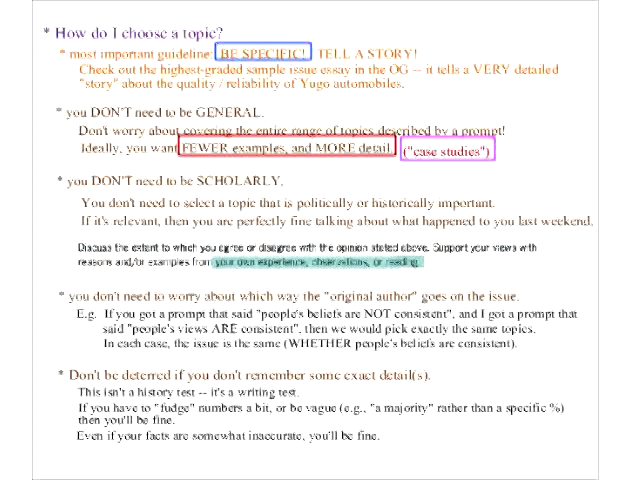 * How do I choose a topic?
* most important guideline: BE SPECIFIC! TELL A STORY!
Check out the highest-graded sample issue essay in the OG -- it tells a VERY detailed
"story" about the quality / reliability of Yugo automobiles.
* you DON'T need to be GENERAL.
Don't worry about covering the entire range of topics described by a prompt!
Ideally, you want FEWER examples, and MORE detail. ("case studies")
* you DON'T need to be SCHOLARLY.
You don't need to select a topic that is politically or historically important.
If it's relevant, then you are perfectly fine talking about what happened to you last weekend.
Discuss the extent to which you agree or disagree with the opinion stated above. Support your views with
reasons and/or examples from your own experience, observations, or reading.
* you don't need to worry about which way the "original author" goes on the issue.
E.g. If you got a prompt that said "people's beliefs are NOT consistent", and I got a prompt that
said "people's views ARE consistent", then we would pick exactly the same topics.
In each case, the issue is the same (WHETHER people's beliefs are consistent).
* Don't be deterred if you don't remember some exact detail(s).
This isn't a history test -- it's a writing test.
If you have to "fudge" numbers a bit, or be vague (e.g., "a majority" rather than a specific %)
then you'll be fine.
Even if your facts are somewhat inaccurate, you'll be fine.